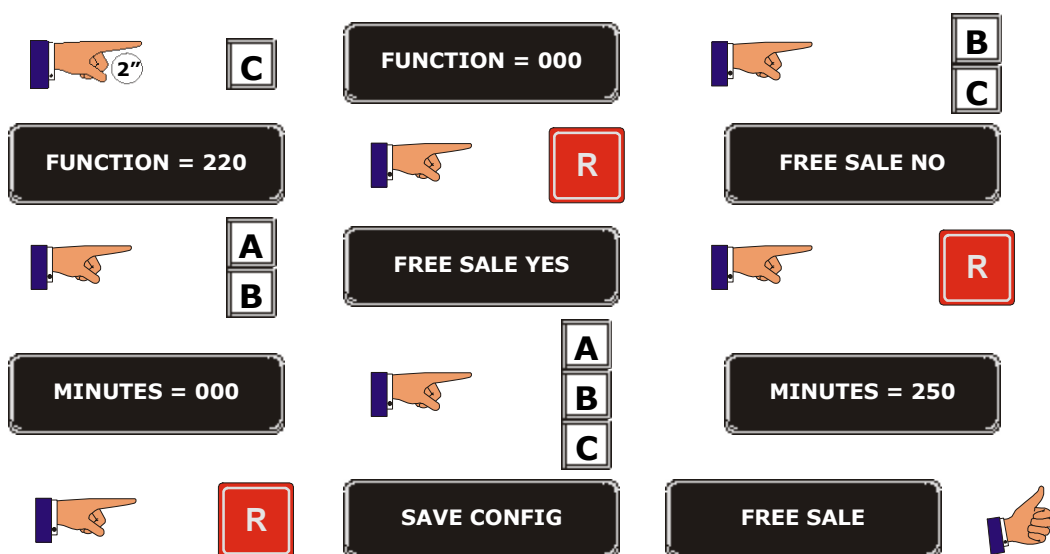 2” C FUNCTION = 000 B
C
FUNCTION = 220 R FREE SALE NO
A
B FREE SALE YES R
MINUTES = 000 A
B
C MINUTES = 250
R SAVE CONFIG FREE SALE